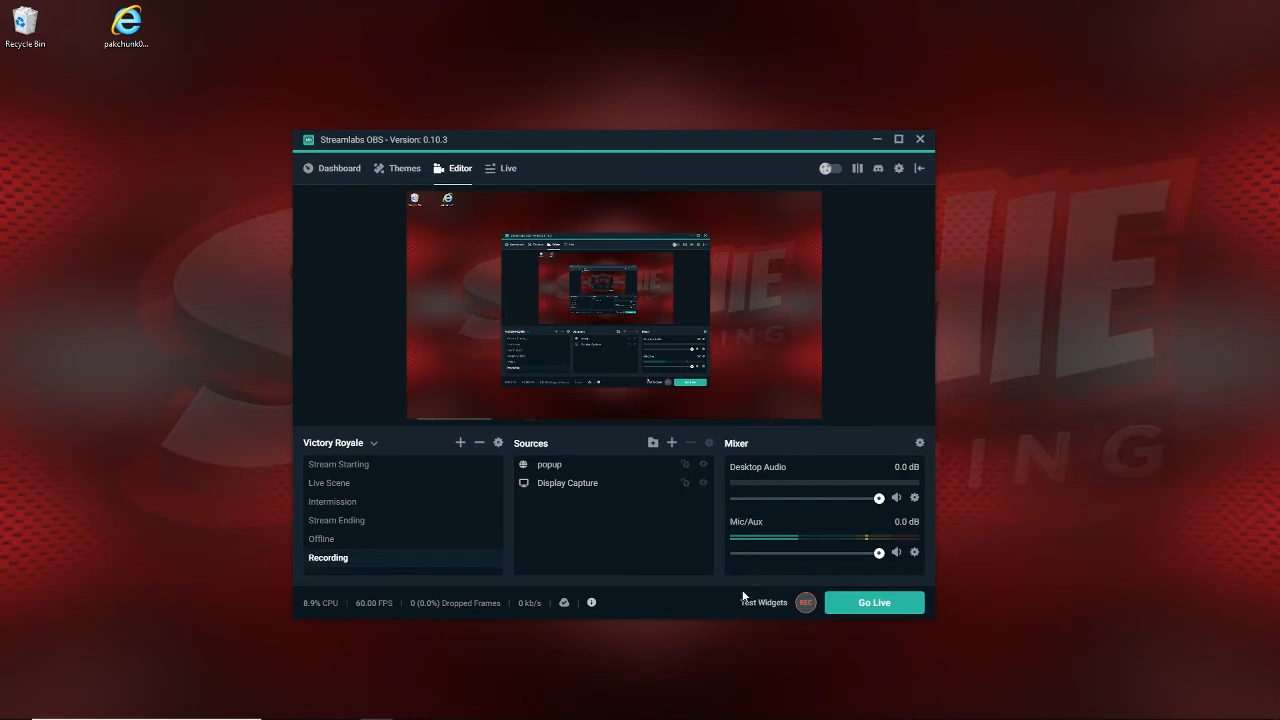 Recycle Bin
pakchunk0...
Streamlabs OBS - Version: 0.10.3
Dashboard
Themes
Editor
Live
Victory Royale
Stream Starting
Live Scene
Intermission
Stream Ending
Offline
Recording
Sources
popup
Display Capture
Mixer
Desktop Audio
0.0 dB
Mic/Aux
0.0 dB
8.9% CPU
60.00 FPS
0 (0.0%) Dropped Frames
0 kb/s
Test Widgets
REC
Go Live